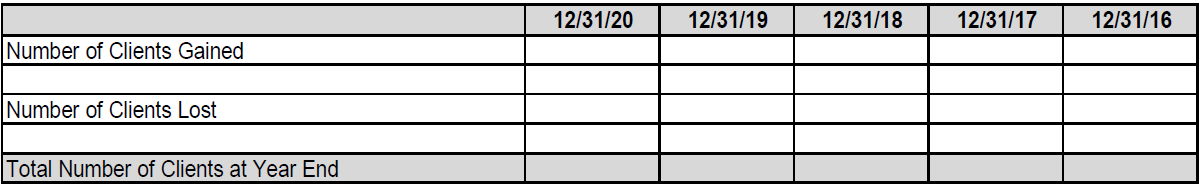 12/31/20 12/31/19 12/31/18 12/31/17 12/31/16
Number of Clients Gained
Number of Clients Lost
Total Number of Clients at Year End